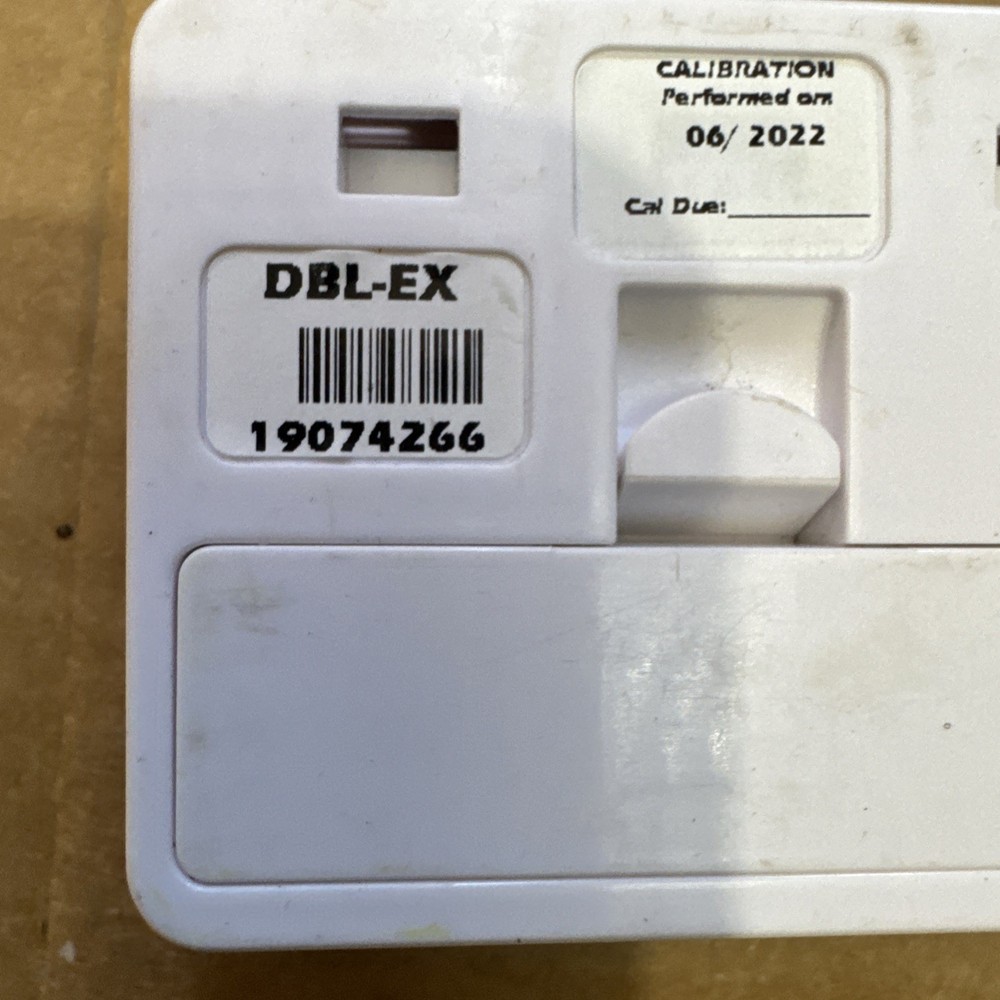 CALIBRATION
Performed on
06/ 2022
Cal Due:
DBL-EX
19074266